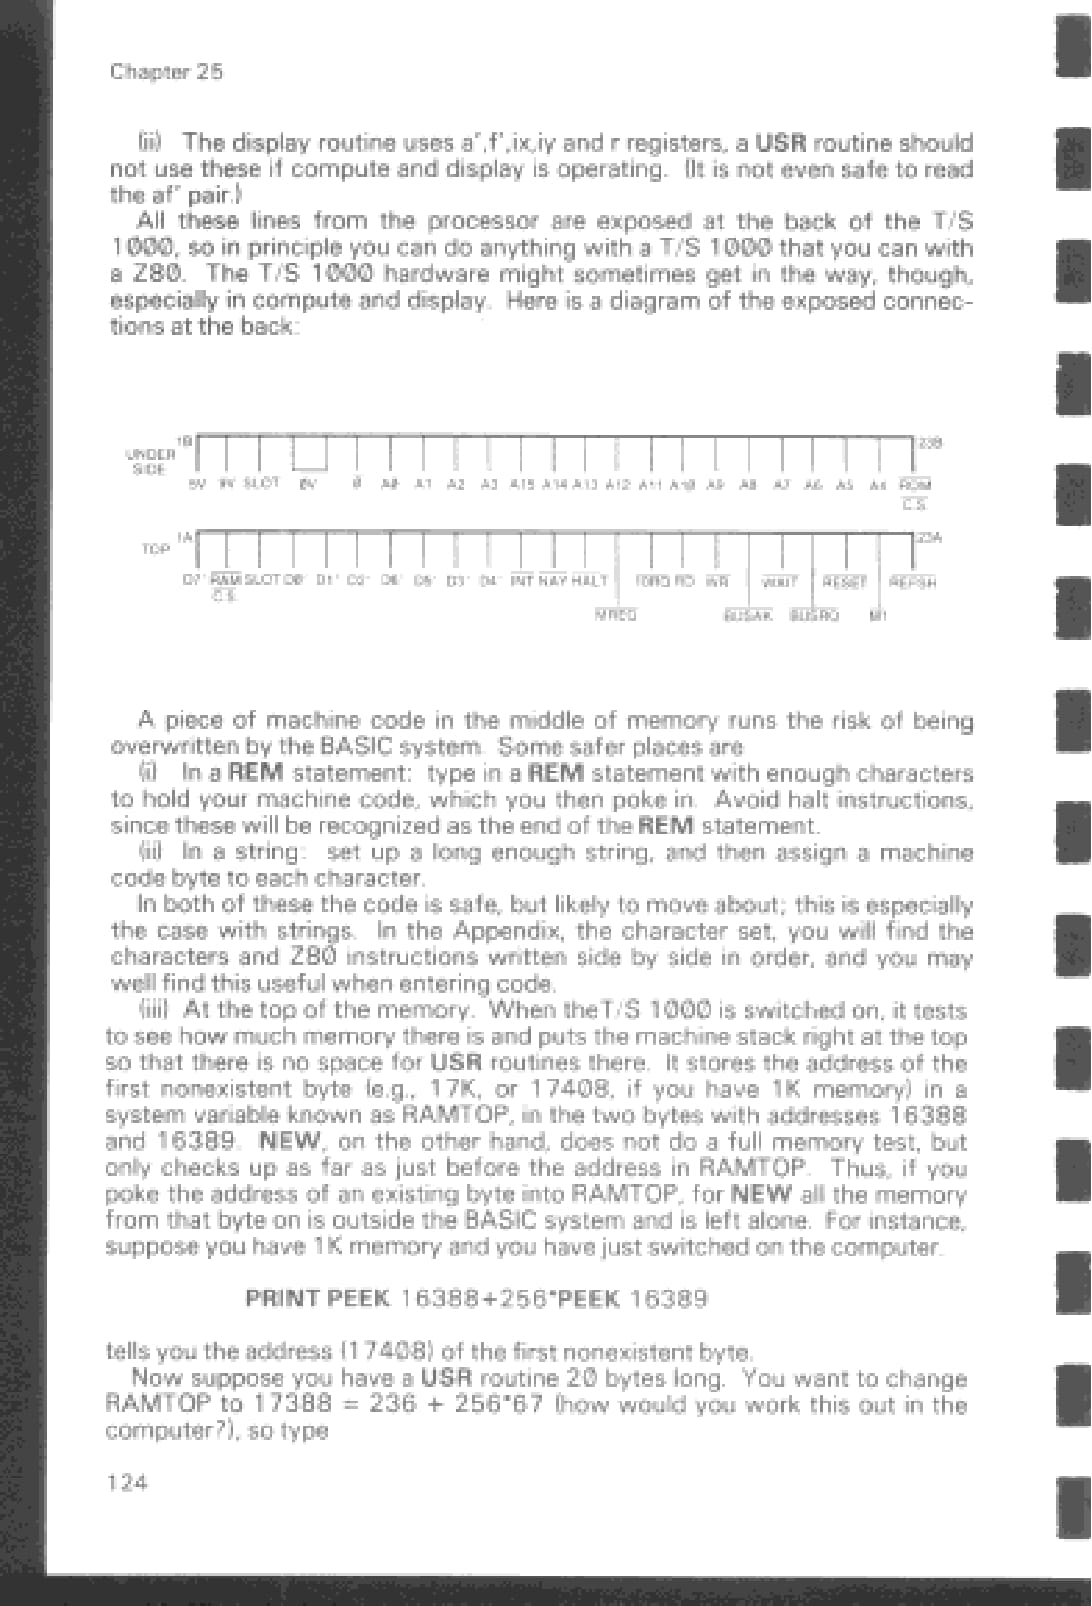 Chapter 25
(ii) The display routine uses a',f',ix,iy and r registers, a USR routine should
not use these if compute and display is operating. (It is not even safe to read
the af' pair.)
All these lines from the processor are exposed at the back of the T/S
1000, so in principle you can do anything with a T/S 1000 that you can with
a Z80. The T/S 1000 hardware might sometimes get in the way, though,
especially in compute and display. Here is a diagram of the exposed connec-
tions at the back:
1B 23B
UNDER
SIDE
9V SLOT 0V Ø A0 A1 A2 A3 A15 A14 A13 A12 A11 A10 A9 A8 A7 A6 A5 A4 ROM
C.S.
1A 23A
TOP
D7' RAM SLOT D0' D1' D2' D6' D5' D3' D4' INT NAY HALT IORQ RD WR WAIT RESET REFSH
C.S.
MREQ BUSAK BUSRQ M1
A piece of machine code in the middle of memory runs the risk of being
overwritten by the BASIC system. Some safer places are
(i) In a REM statement: type in a REM statement with enough characters
to hold your machine code, which you then poke in. Avoid halt instructions,
since these will be recognized as the end of the REM statement.
(ii) In a string: set up a long enough string, and then assign a machine
code byte to each character.
In both of these the code is safe, but likely to move about; this is especially
the case with strings. In the Appendix, the character set, you will find the
characters and Z80 instructions written side by side in order, and you may
well find this useful when entering code.
(iii) At the top of the memory. When the T/S 1000 is switched on, it tests
to see how much memory there is and puts the machine stack right at the top
so that there is no space for USR routines there. It stores the address of the
first nonexistent byte (e.g., 17K, or 17408, if you have 1K memory) in a
system variable known as RAMTOP, in the two bytes with addresses 16388
and 16389. NEW, on the other hand, does not do a full memory test, but
only checks up as far as just before the address in RAMTOP. Thus, if you
poke the address of an existing byte into RAMTOP, for NEW all the memory
from that byte on is outside the BASIC system and is left alone. For instance,
suppose you have 1K memory and you have just switched on the computer.
PRINT PEEK 16388+256*PEEK 16389
tells you the address (17408) of the first nonexistent byte.
Now suppose you have a USR routine 20 bytes long. You want to change
RAMTOP to 17388 = 236 + 256*67 (how would you work this out in the
computer?), so type
124